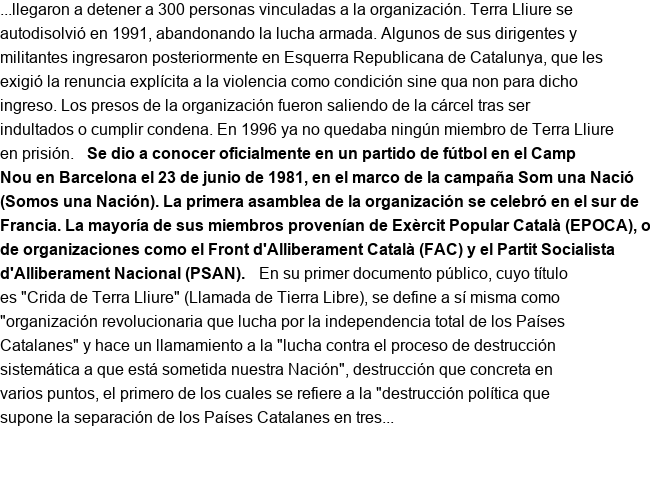 ...llegaron a detener a 300 personas vinculadas a la organización. Terra Lliure se
autodisolvió en 1991, abandonando la lucha armada. Algunos de sus dirigentes y
militantes ingresaron posteriormente en Esquerra Republicana de Catalunya, que les
exigió la renuncia explícita a la violencia como condición sine qua non para dicho
ingreso. Los presos de la organización fueron saliendo de la cárcel tras ser
indultados o cumplir condena. En 1996 ya no quedaba ningún miembro de Terra Lliure
en prisión. Se dio a conocer oficialmente en un partido de fútbol en el Camp
Nou en Barcelona el 23 de junio de 1981, en el marco de la campaña Som una Nació
(Somos una Nación). La primera asamblea de la organización se celebró en el sur de
Francia. La mayoría de sus miembros provenían de Exèrcit Popular Català (EPOCA), o
de organizaciones como el Front d'Alliberament Català (FAC) y el Partit Socialista
d'Alliberament Nacional (PSAN). En su primer documento público, cuyo título
es "Crida de Terra Lliure" (Llamada de Tierra Libre), se define a sí misma como
"organización revolucionaria que lucha por la independencia total de los Países
Catalanes" y hace un llamamiento a la "lucha contra el proceso de destrucción
sistemática a que está sometida nuestra Nación", destrucción que concreta en
varios puntos, el primero de los cuales se refiere a la "destrucción política que
supone la separación de los Países Catalanes en tres...